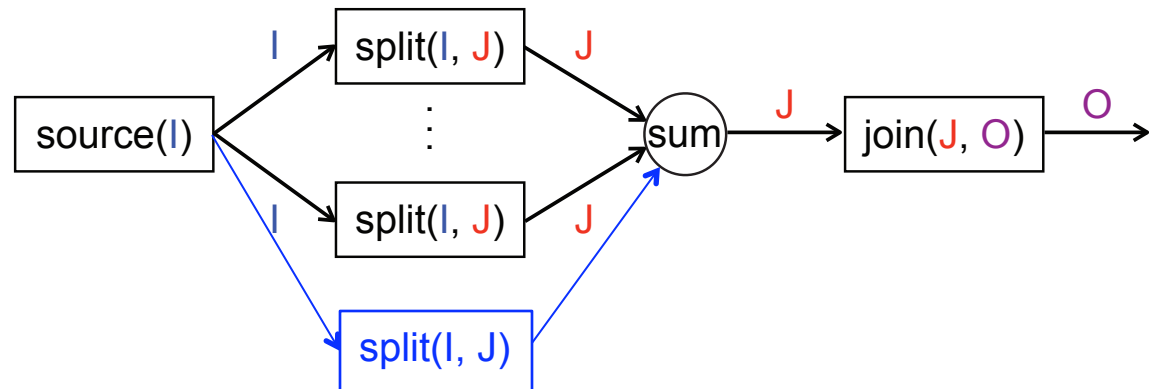 I
split(I, J)
J
source(I)
⋮
sum
J
join(J, O)
O
I
split(I, J)
J
split(I, J)